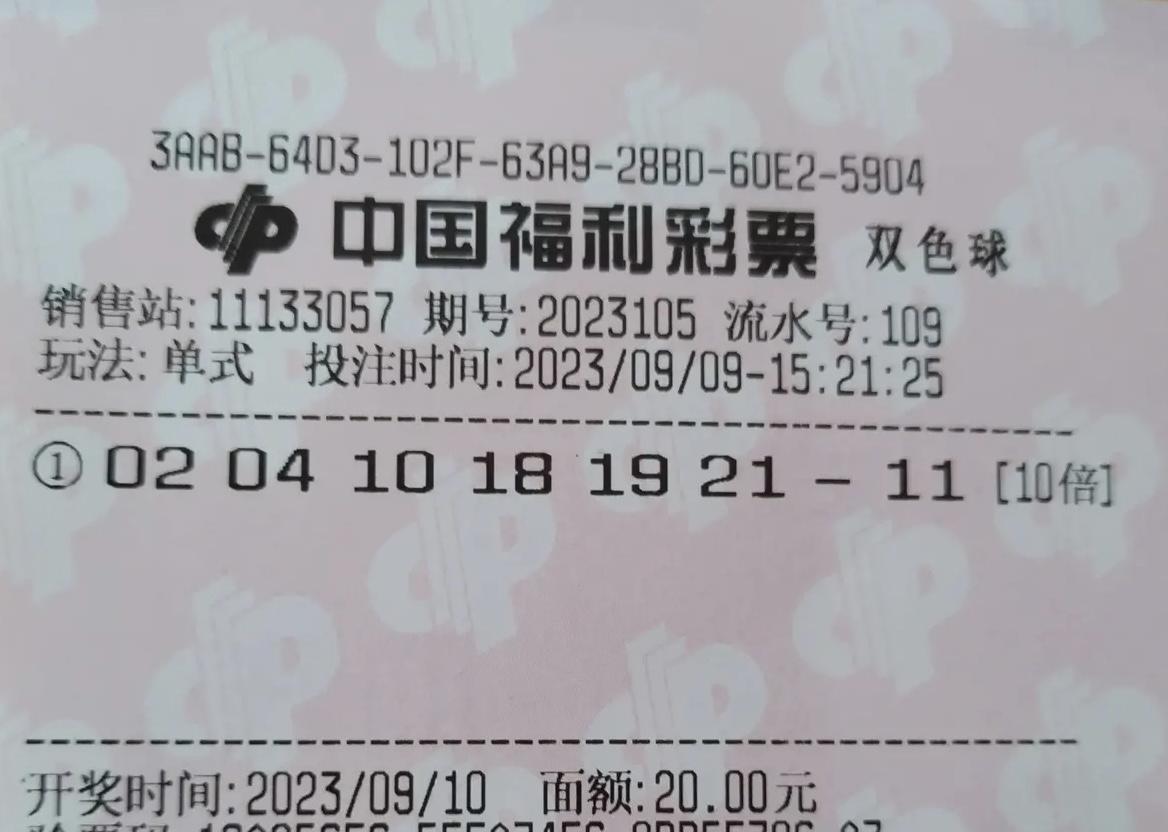 3AAB-64D3-102F-63A9-28BD-60E2-5904
中国福利彩票 双色球
销售站:11133057 期号:2023105 流水号:109
玩法:单式 投注时间:2023/09/09-15:21:25
① 02 04 10 18 19 21 - 11 [10倍]
开奖时间:2023/09/10 面额:20.00元